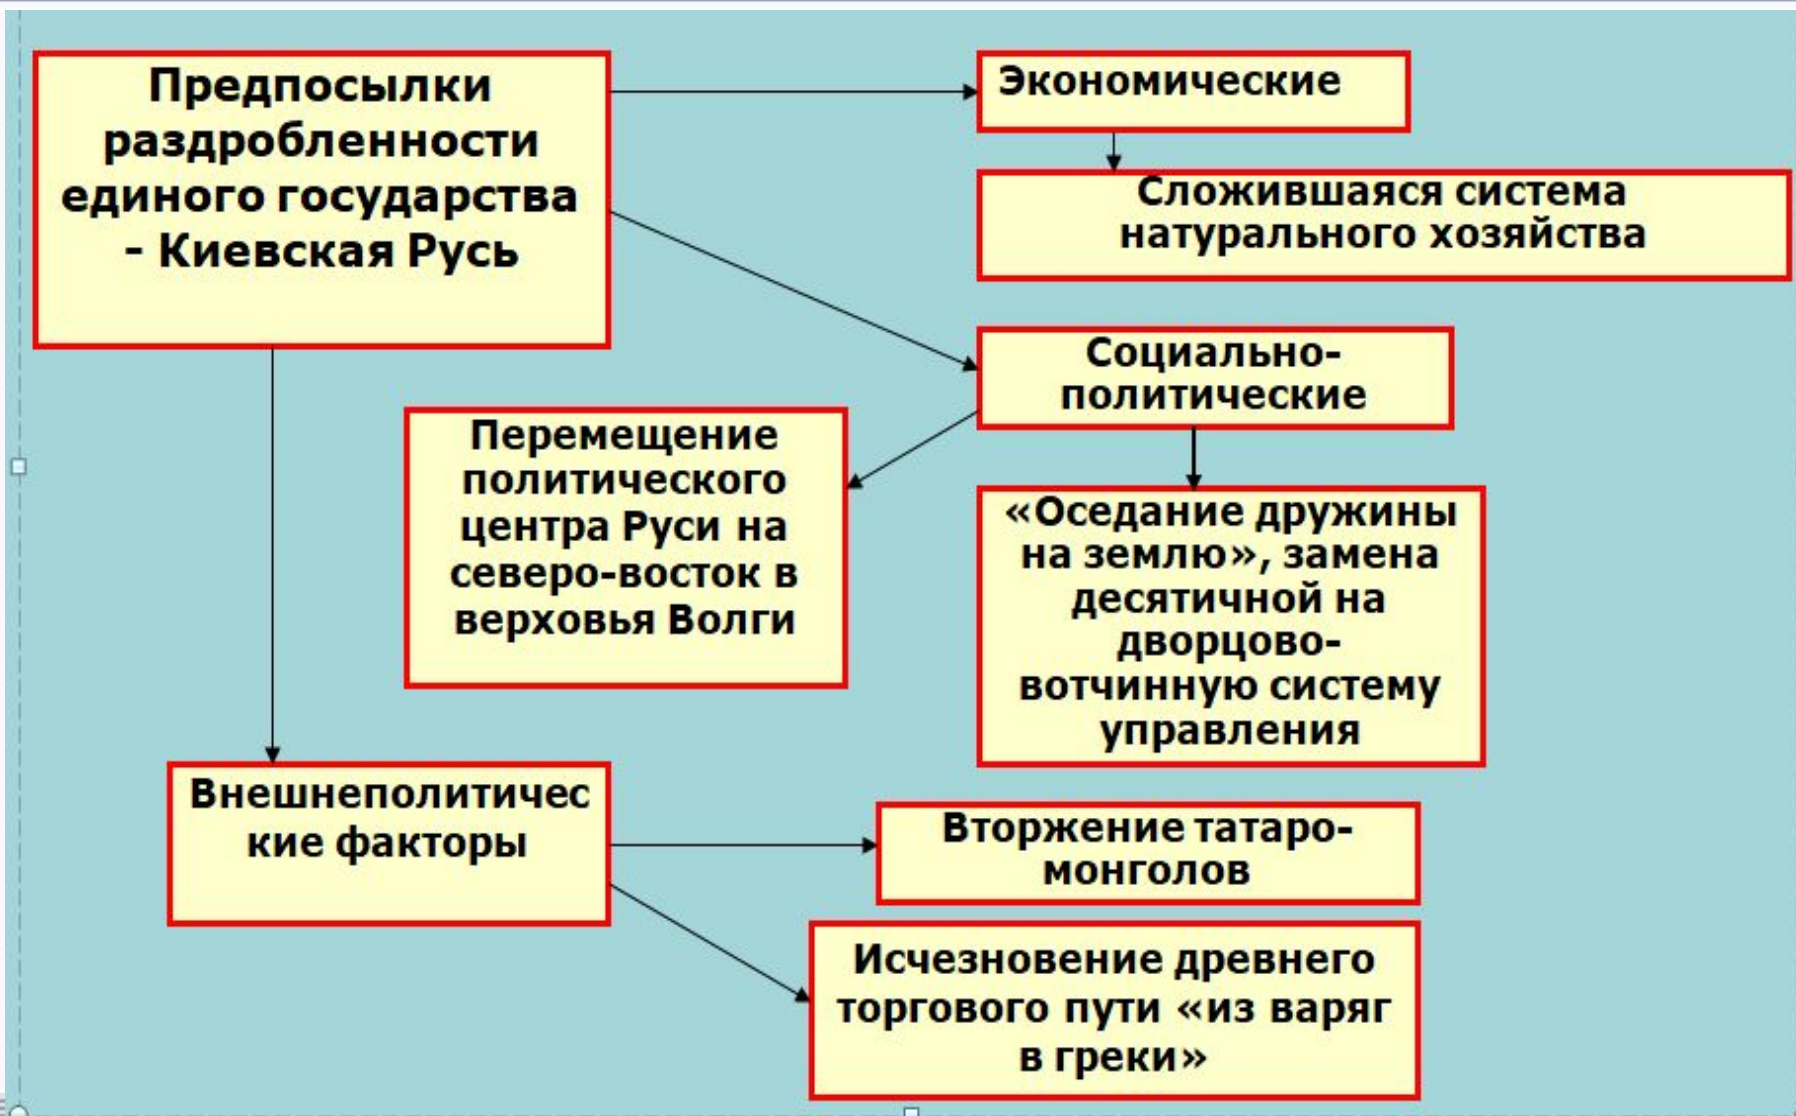 Предпосылки
раздробленности
единого государства
- Киевская Русь
Экономические
Сложившаяся система
натурального хозяйства
Социально-
политические
Перемещение
политического
центра Руси на
северо-восток в
верховья Волги
«Оседание дружины
на землю», замена
десятичной на
дворцово-
вотчинную систему
управления
Внешнеполитичес
кие факторы
Вторжение татаро-
монголов
Исчезновение древнего
торгового пути «из варяг
в греки»